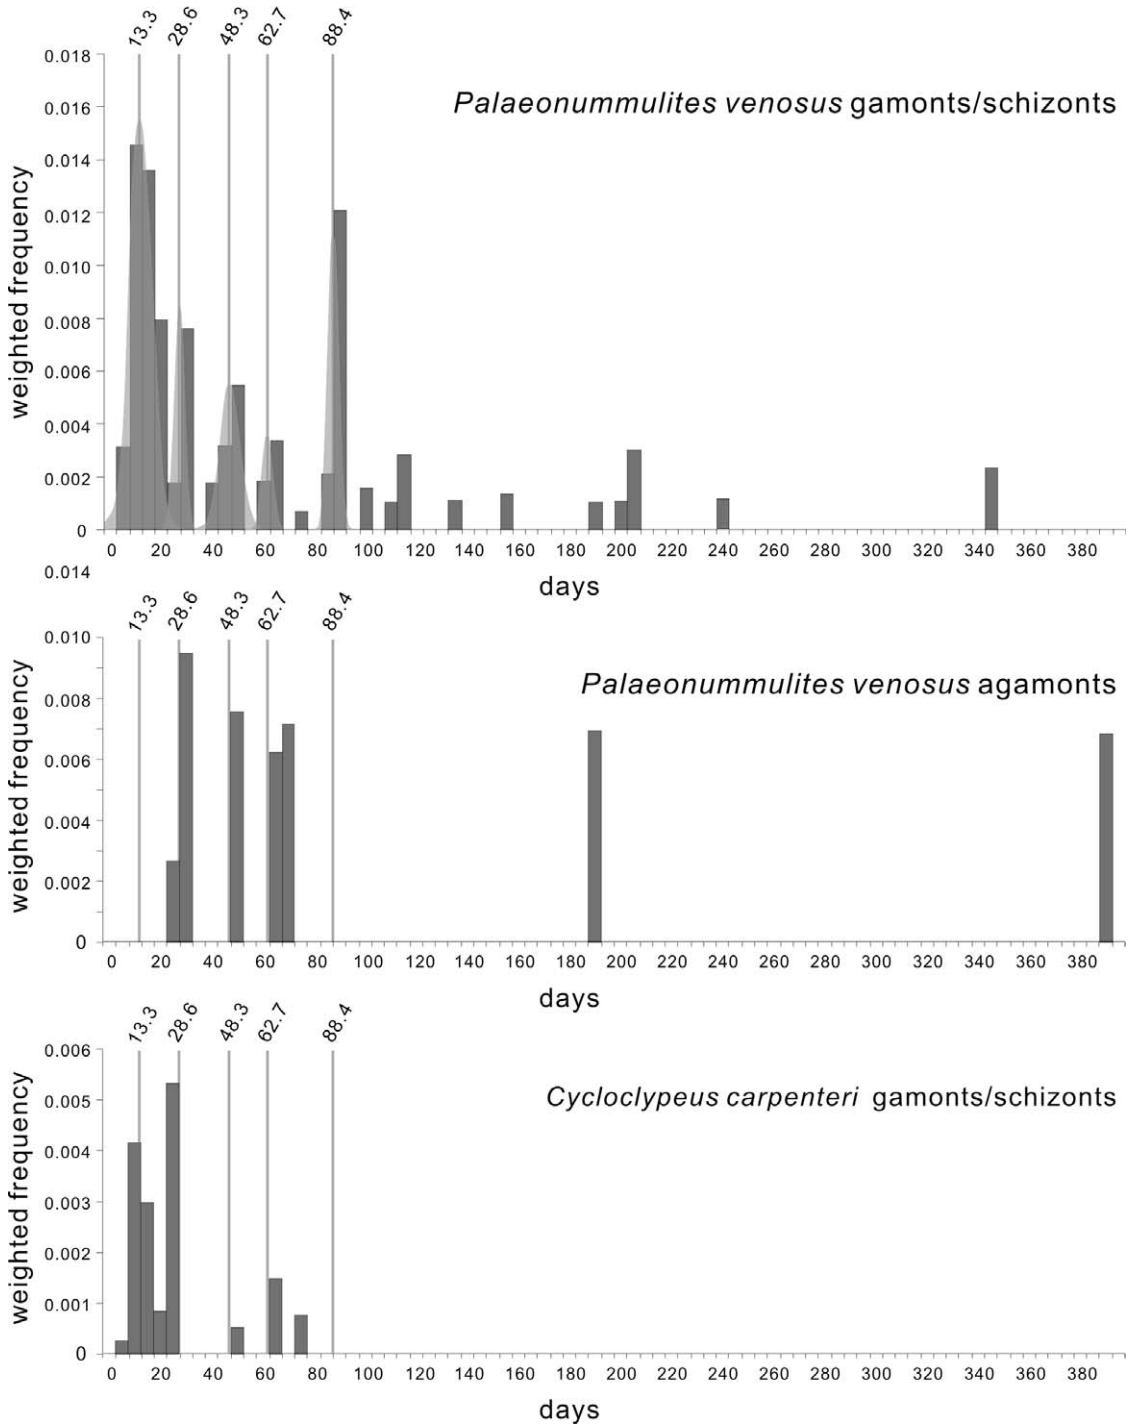 13.3 28.6 48.3 62.7 88.4
0.018
Palaeonummulites venosus gamonts/schizonts
0.016
0.014
0.012
0.010
0.008
0.006
0.004
0.002
0
weighted frequency
0 20 40 60 80 100 120 140 160 180 200 220 240 260 280 300 320 340 360 380
days
0.014
13.3 28.6 48.3 62.7 88.4
0.010
Palaeonummulites venosus agamonts
0.008
0.006
0.004
0.002
0
weighted frequency
0 20 40 60 80 100 120 140 160 180 200 220 240 260 280 300 320 340 360 380
days
13.3 28.6 48.3 62.7 88.4
0.006
Cycloclypeus carpenteri gamonts/schizonts
0.005
0.004
0.003
0.002
0.001
0
weighted frequency
0 20 40 60 80 100 120 140 160 180 200 220 240 260 280 300 320 340 360 380
days